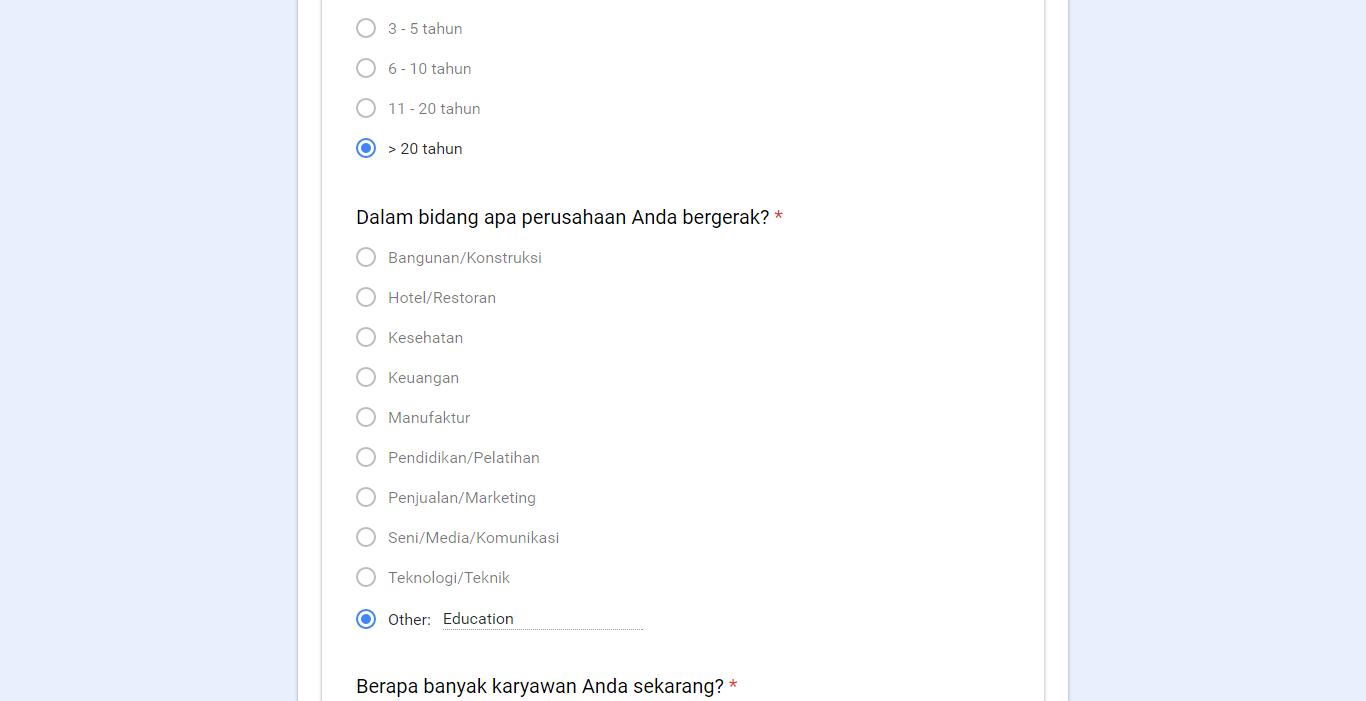 3 - 5 tahun
6 - 10 tahun
11 - 20 tahun
> 20 tahun
Dalam bidang apa perusahaan Anda bergerak? *
Bangunan/Konstruksi
Hotel/Restoran
Kesehatan
Keuangan
Manufaktur
Pendidikan/Pelatihan
Penjualan/Marketing
Seni/Media/Komunikasi
Teknologi/Teknik
Other: Education
Berapa banyak karyawan Anda sekarang? *